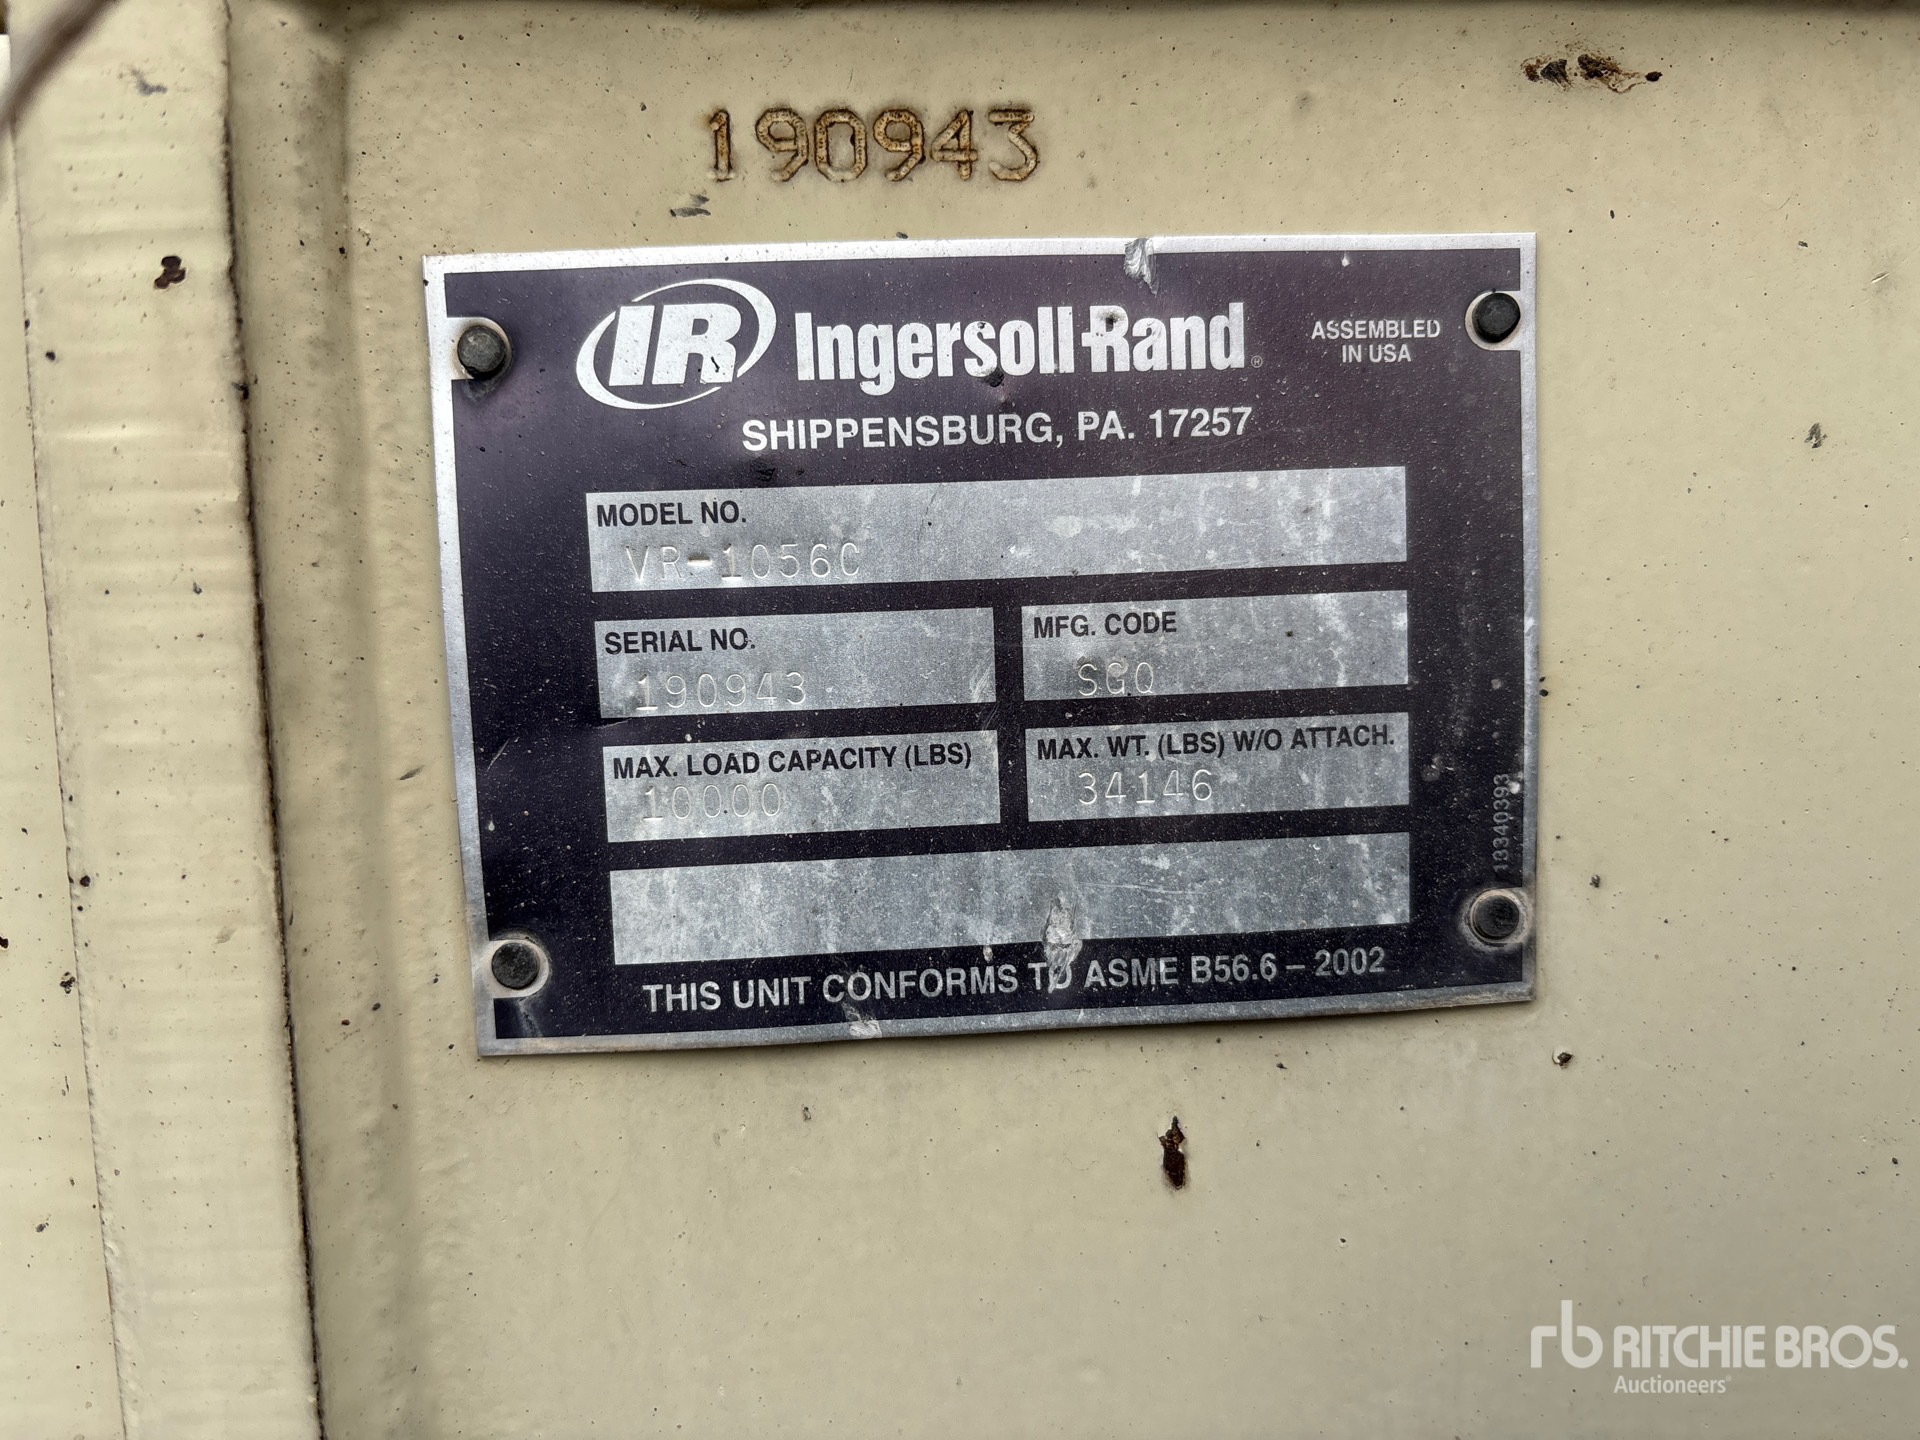 190943
IR Ingersoll-Rand®
ASSEMBLED
IN USA
SHIPPENSBURG, PA. 17257
MODEL NO.
VR-1056C
SERIAL NO.
190943
MFG. CODE
SGQ
MAX. LOAD CAPACITY (LBS)
10000
MAX. WT. (LBS) W/O ATTACH.
34146
13340393
THIS UNIT CONFORMS TO ASME B56.6 – 2002
rb RITCHIE BROS.
Auctioneers